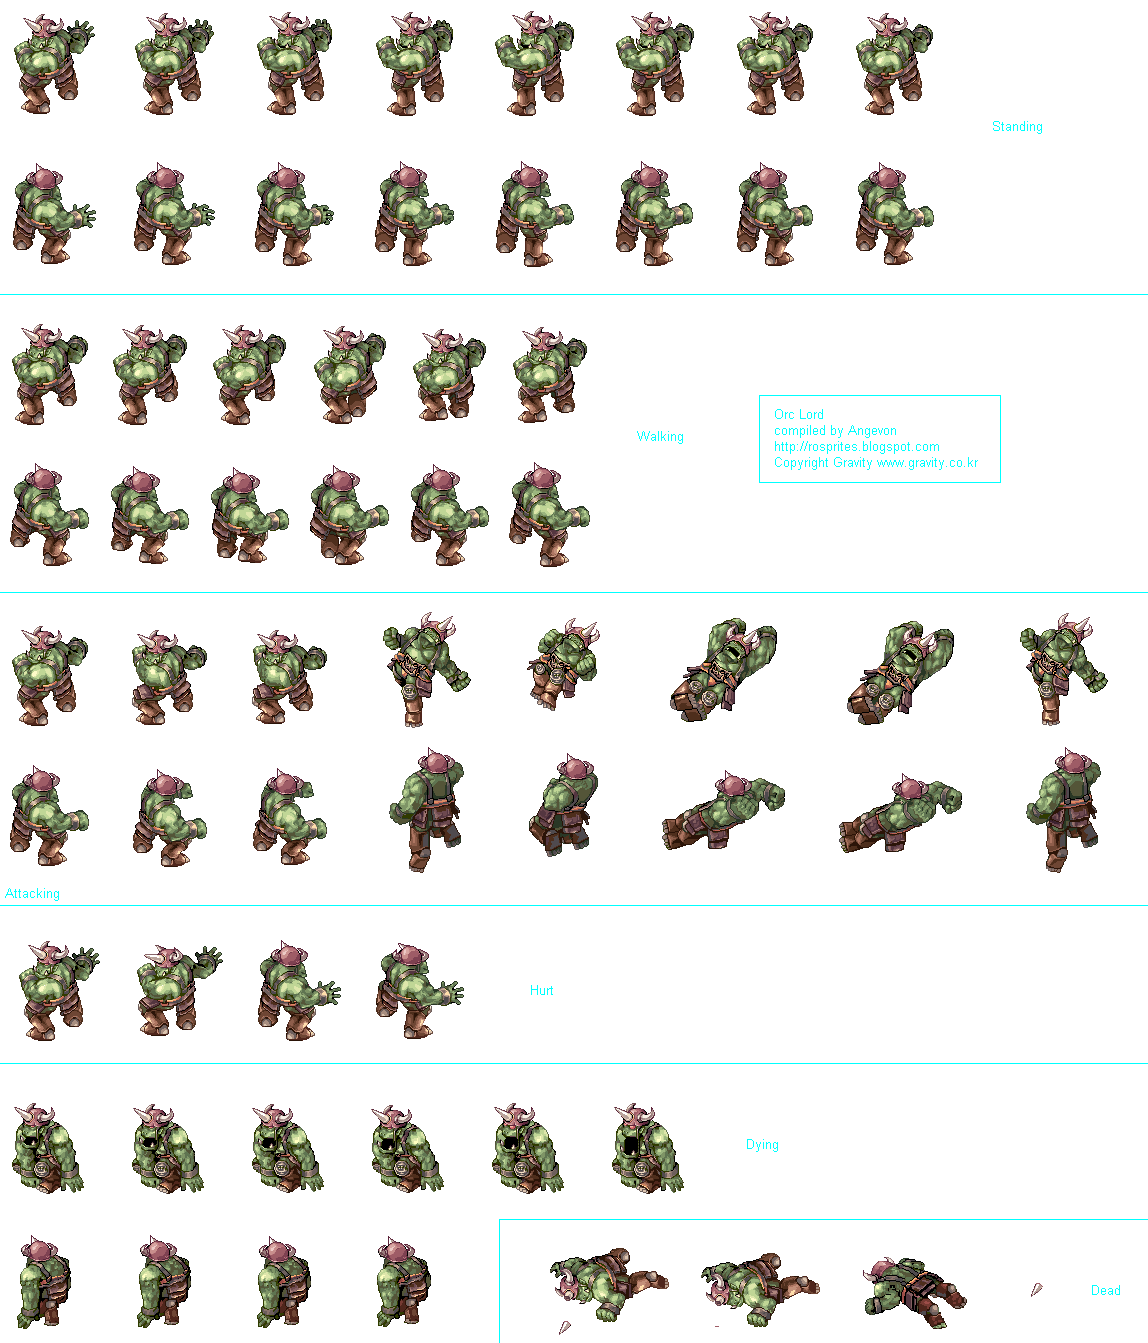 Standing
Walking
Orc Lord
compiled by Angevon
http://rosprites.blogspot.com
Copyright Gravity www.gravity.co.kr
Attacking
Hurt
Dying
Dead